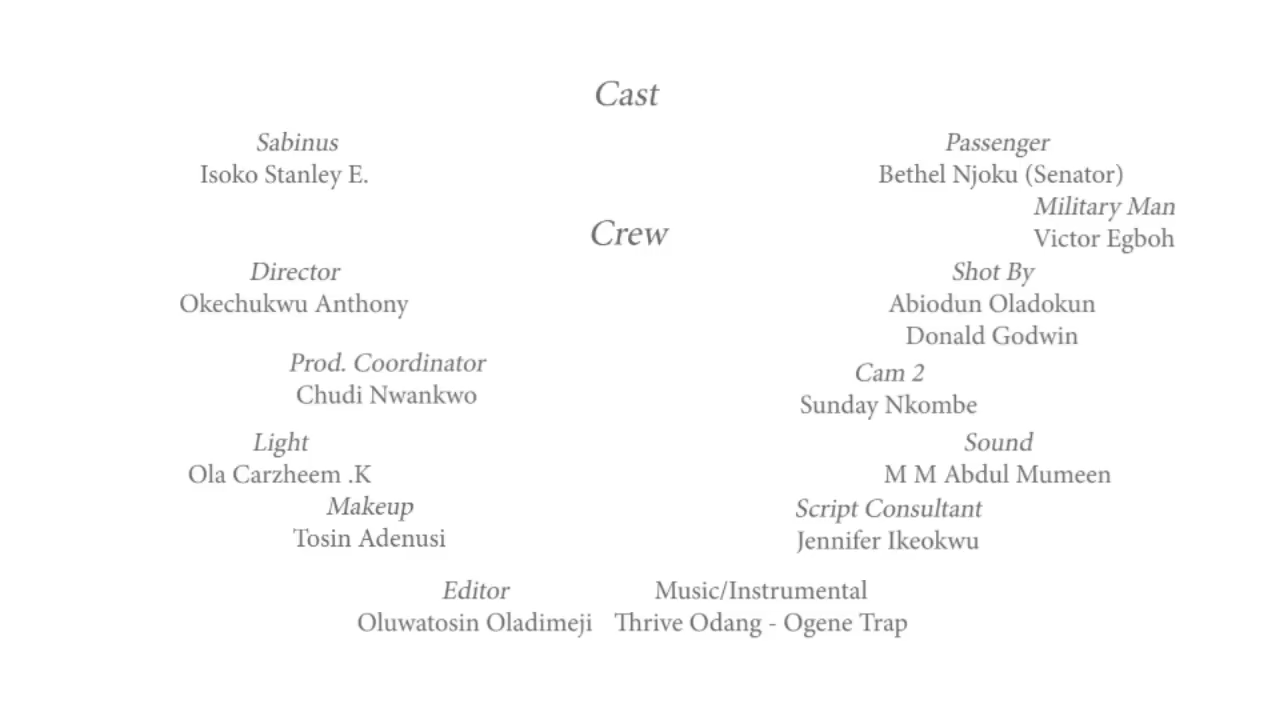 Cast
Sabinus
Isoko Stanley E.
Passenger
Bethel Njoku (Senator)
Military Man
Victor Egboh
Crew
Director
Okechukwu Anthony
Shot By
Abiodun Oladokun
Donald Godwin
Prod. Coordinator
Chudi Nwankwo
Cam 2
Sunday Nkombe
Light
Ola Carzheem .K
Sound
M M Abdul Mumeen
Makeup
Tosin Adenusi
Script Consultant
Jennifer Ikeokwu
Editor
Oluwatosin Oladimeji
Music/Instrumental
Thrive Odang - Ogene Trap